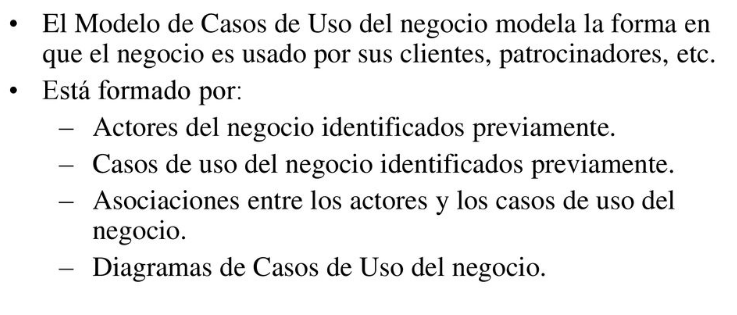 • El Modelo de Casos de Uso del negocio modela la forma en
que el negocio es usado por sus clientes, patrocinadores, etc.
• Está formado por:
– Actores del negocio identificados previamente.
– Casos de uso del negocio identificados previamente.
– Asociaciones entre los actores y los casos de uso del
negocio.
– Diagramas de Casos de Uso del negocio.